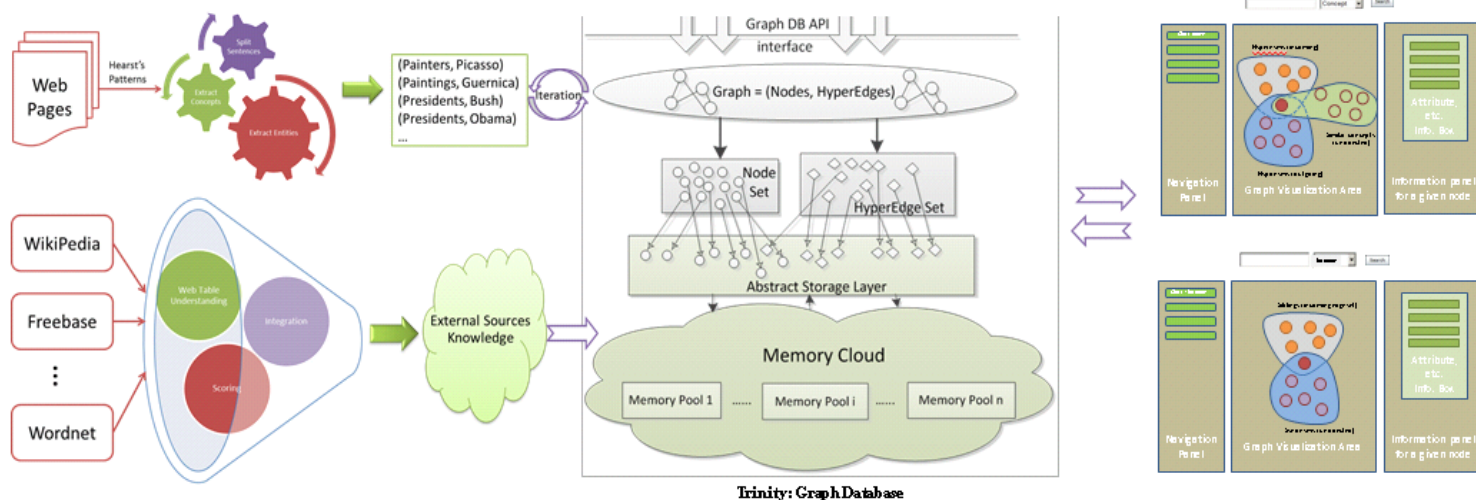 Web
Pages
Hearst's
Patterns
Split
Sentences
Extract
Concepts
Extract Entities
(Painters, Picasso)
(Paintings, Guernica)
(Presidents, Bush)
(Presidents, Obama)
...
Iteration
Graph DB API
interface
Graph = (Nodes, HyperEdges)
Node
Set
HyperEdge Set
Abstract Storage Layer
Memory Cloud
Memory Pool 1
......
Memory Pool i
......
Memory Pool n
Trinity: Graph Database
WikiPedia
Freebase
Wordnet
Web Table
Understanding
Integration
Scoring
External Sources
Knowledge
Concept
Search
Navigation
Panel
Graph Visualization Area
Attribute,
etc.
Info. Box
Information panel
for a given node
Search
Navigation
Panel
Graph Visualization Area
Attribute,
etc.
Info. Box
Information panel
for a given node